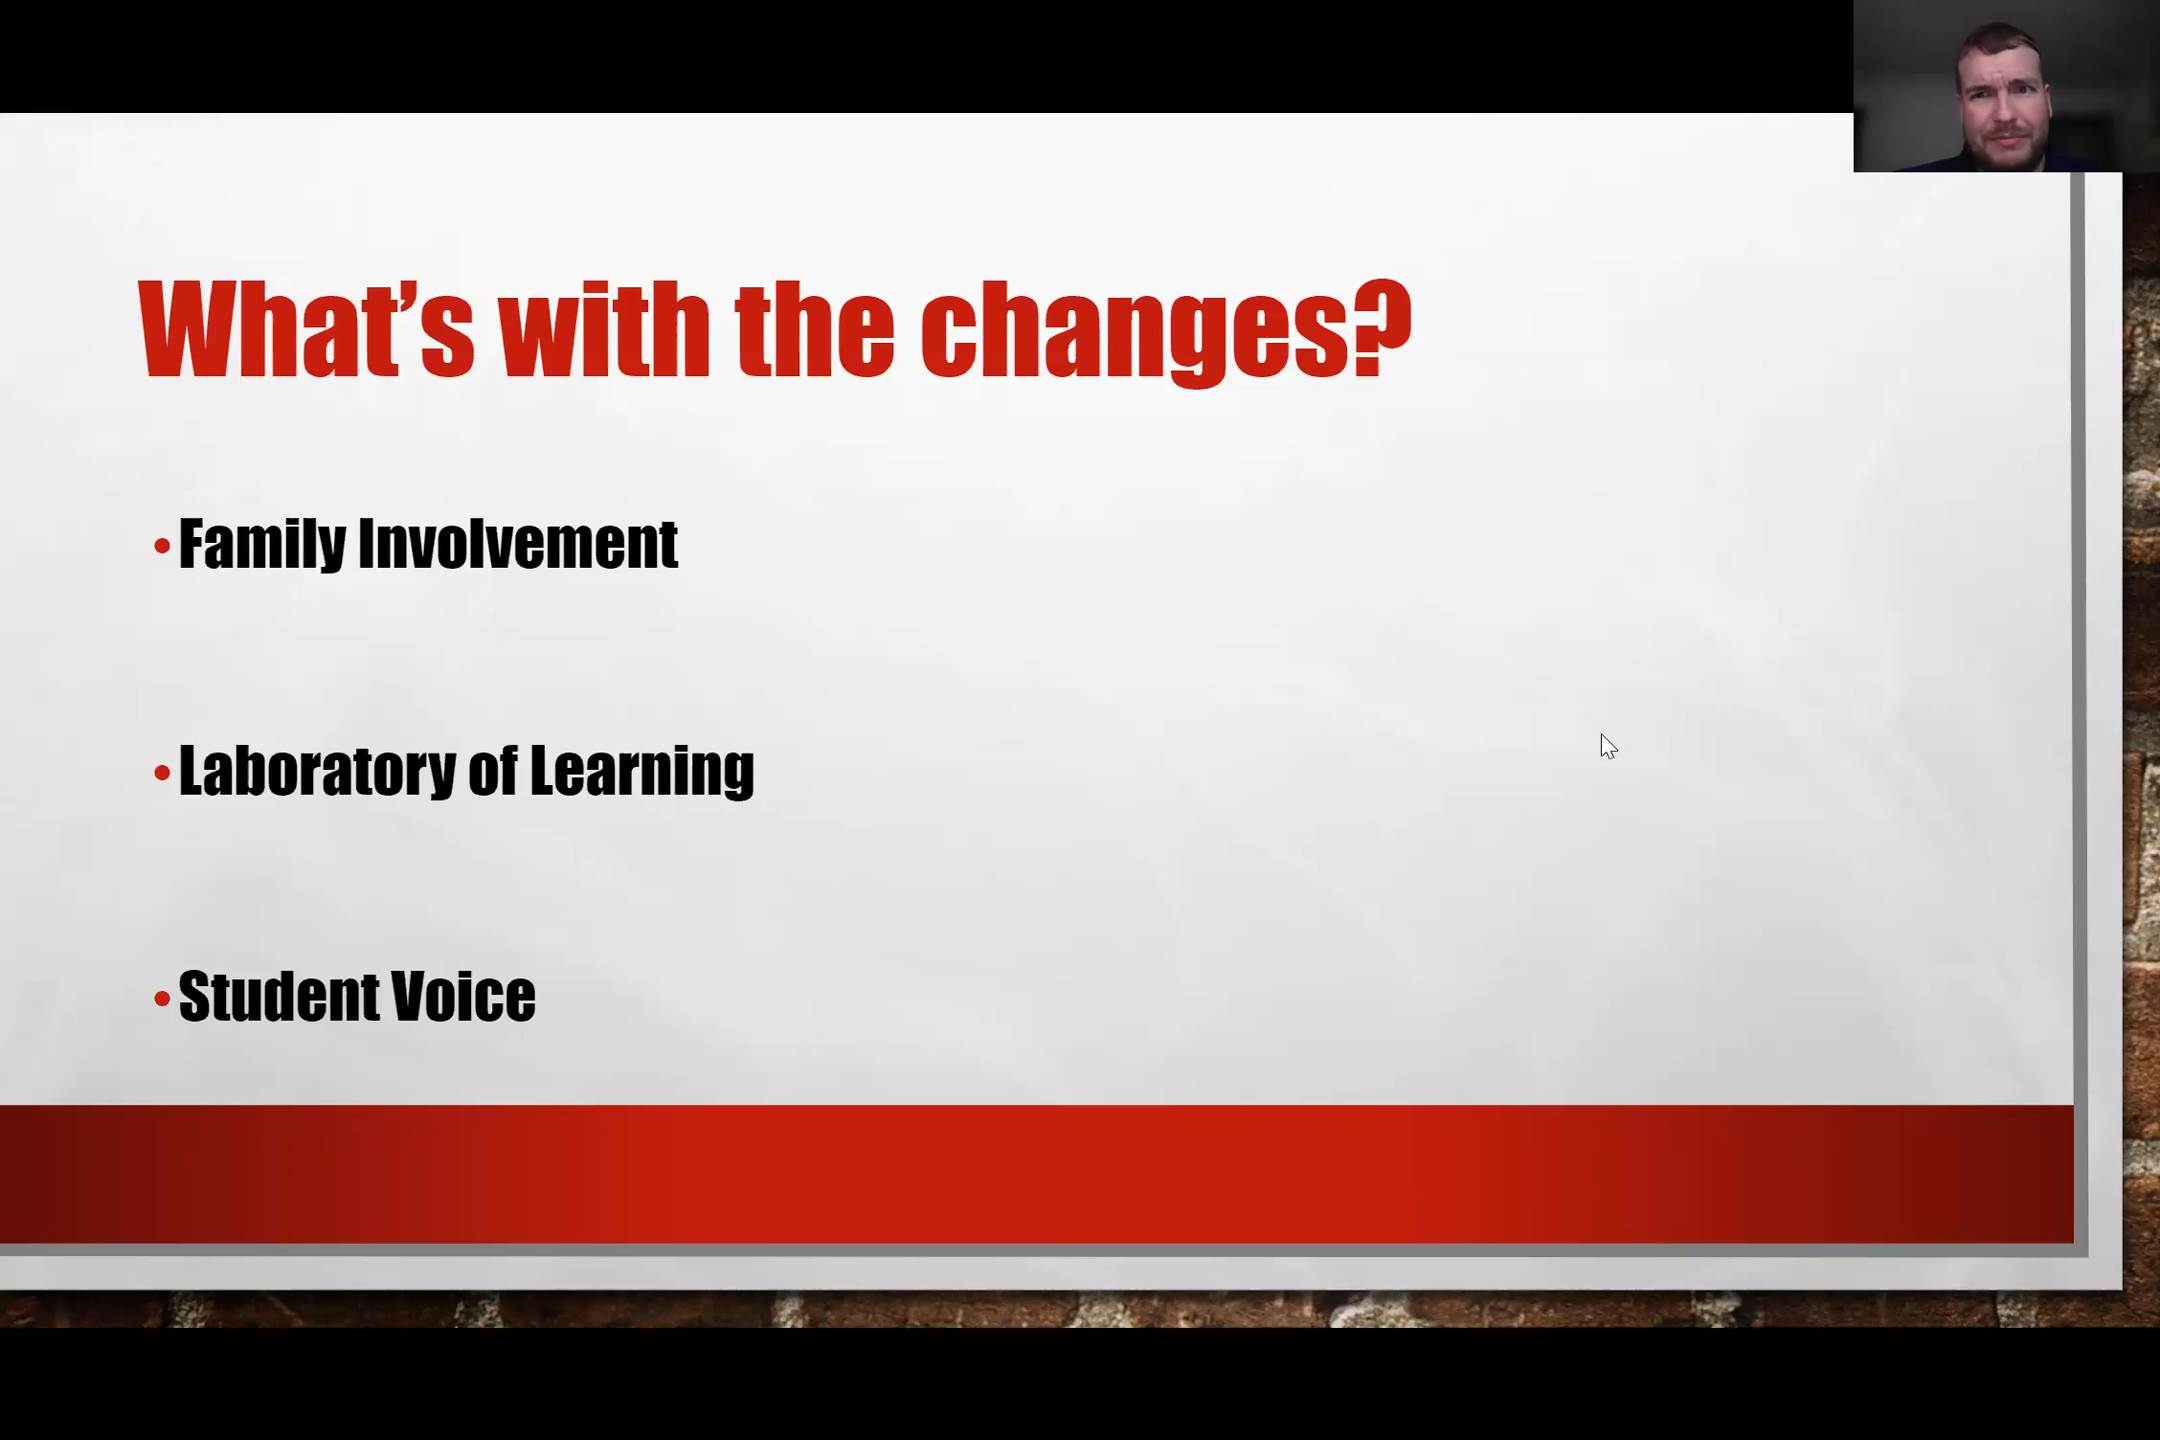 What’s with the changes?
•Family Involvement
•Laboratory of Learning
•Student Voice